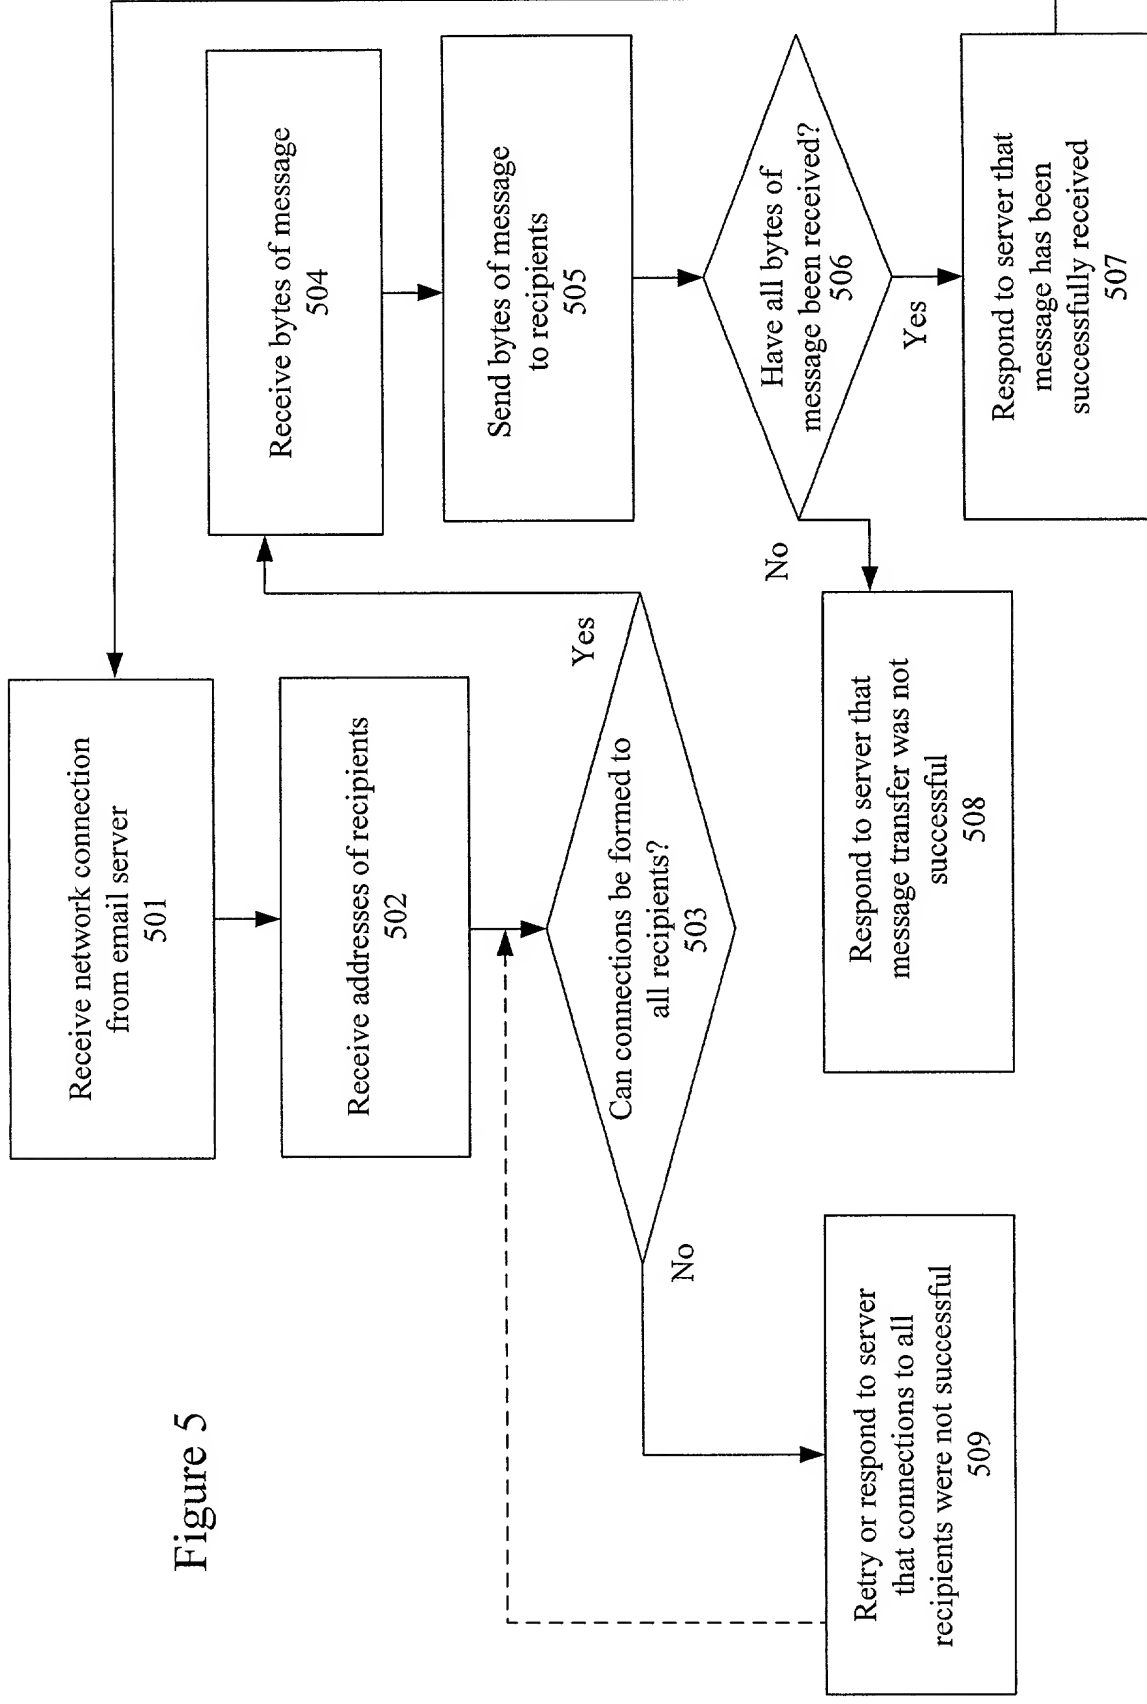 Figure 5
Receive network connection
from email server
501
Receive addresses of recipients
502
Can connections be formed to
all recipients?
503
Yes
No
Receive bytes of message
504
Send bytes of message
to recipients
505
Have all bytes of
message been received?
506
Yes
No
Respond to server that
message has been
successfully received
507
Respond to server that
message transfer was not
successful
508
Retry or respond to server
that connections to all
recipients were not successful
509